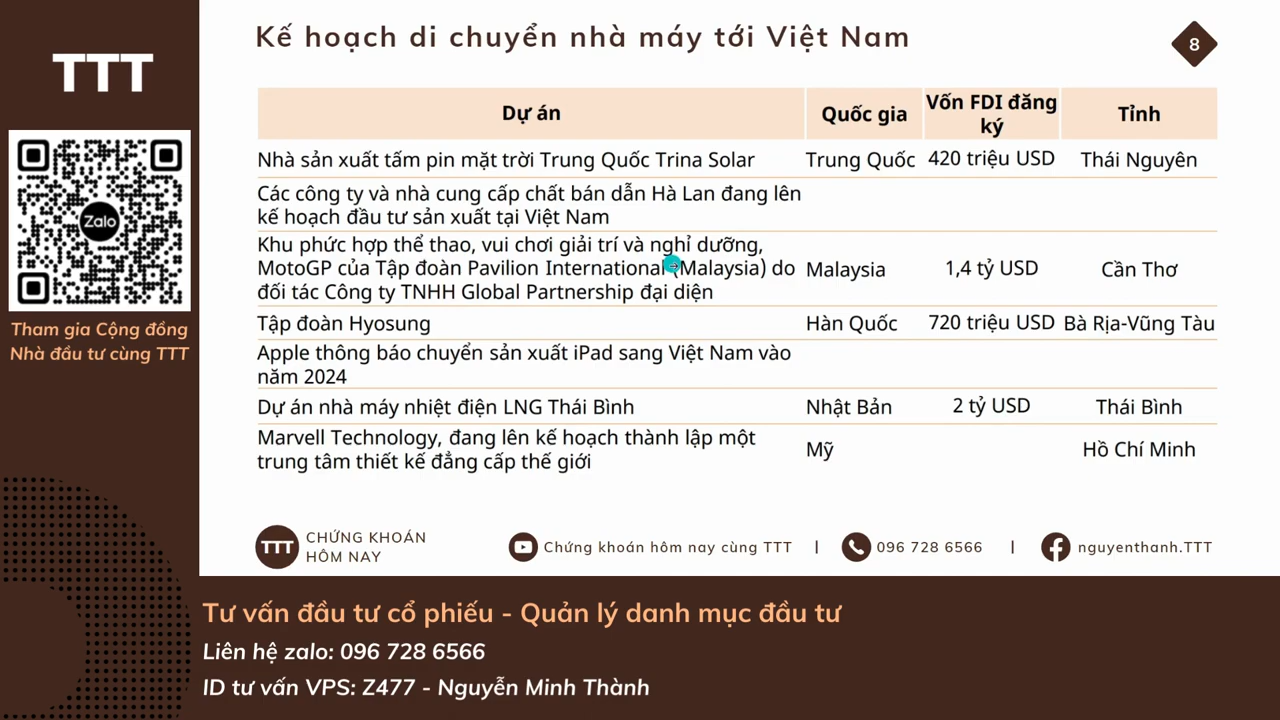 TTT
Zalo
Tham gia Cộng đồng
Nhà đầu tư cùng TTT
Kế hoạch di chuyển nhà máy tới Việt Nam
8
Dự án
Quốc gia
Vốn FDI đăng
ký
Tỉnh
Nhà sản xuất tấm pin mặt trời Trung Quốc Trina Solar
Trung Quốc
420 triệu USD
Thái Nguyên
Các công ty và nhà cung cấp chất bán dẫn Hà Lan đang lên
kế hoạch đầu tư sản xuất tại Việt Nam
Khu phức hợp thể thao, vui chơi giải trí và nghỉ dưỡng,
MotoGP của Tập đoàn Pavilion International (Malaysia) do
đối tác Công ty TNHH Global Partnership đại diện
Malaysia
1,4 tỷ USD
Cần Thơ
Tập đoàn Hyosung
Hàn Quốc
720 triệu USD
Bà Rịa-Vũng Tàu
Apple thông báo chuyển sản xuất iPad sang Việt Nam vào
năm 2024
Dự án nhà máy nhiệt điện LNG Thái Bình
Nhật Bản
2 tỷ USD
Thái Bình
Marvell Technology, đang lên kế hoạch thành lập một
trung tâm thiết kế đẳng cấp thế giới
Mỹ
Hồ Chí Minh
TTT
CHỨNG KHOÁN
HÔM NAY
Chứng khoán hôm nay cùng TTT
|
096 728 6566
|
nguyenthanh.TTT
Tư vấn đầu tư cổ phiếu - Quản lý danh mục đầu tư
Liên hệ zalo: 096 728 6566
ID tư vấn VPS: Z477 - Nguyễn Minh Thành